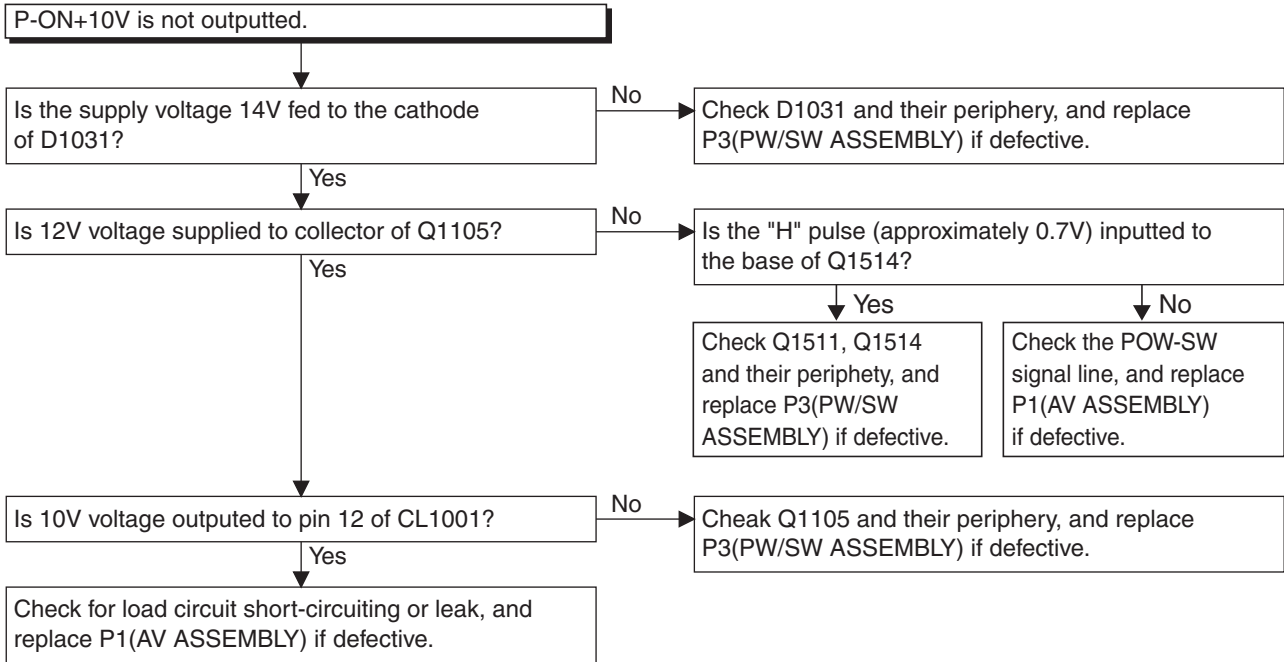 P-ON+10V is not outputted.
Is the supply voltage 14V fed to the cathode
of D1031?
No
Check D1031 and their periphery, and replace
P3(PW/SW ASSEMBLY) if defective.
Yes
Is 12V voltage supplied to collector of Q1105?
No
Is the "H" pulse (approximately 0.7V) inputted to
the base of Q1514?
Yes
Yes
No
Check Q1511, Q1514
and their periphety, and
replace P3(PW/SW
ASSEMBLY) if defective.
Check the POW-SW
signal line, and replace
P1(AV ASSEMBLY)
if defective.
Is 10V voltage outputed to pin 12 of CL1001?
No
Cheak Q1105 and their periphery, and replace
P3(PW/SW ASSEMBLY) if defective.
Yes
Check for load circuit short-circuiting or leak, and
replace P1(AV ASSEMBLY) if defective.